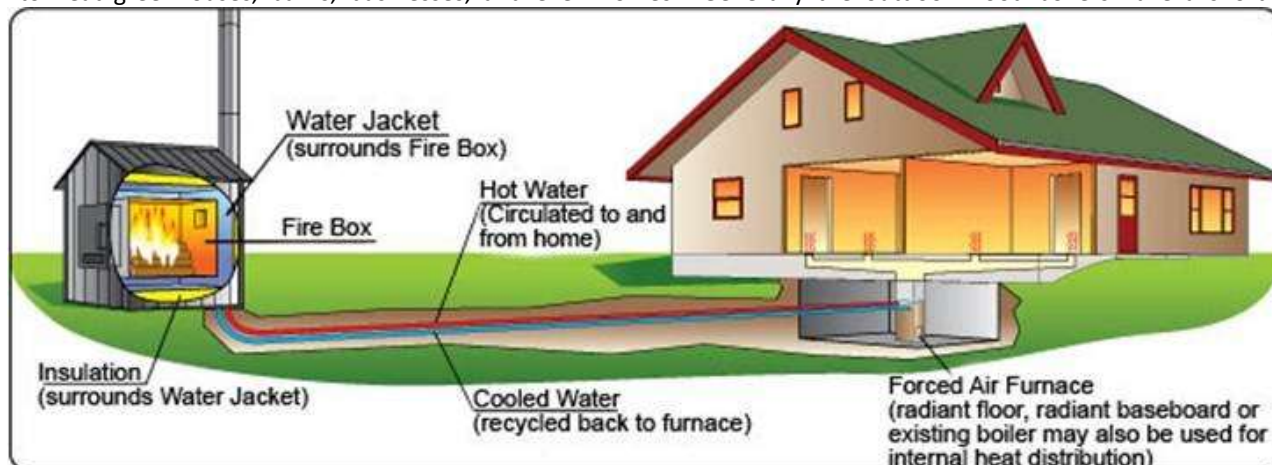 Water Jacket
(surrounds Fire Box)
Hot Water
(Circulated to and
from home)
Fire Box
Insulation
(surrounds Water Jacket)
Cooled Water
(recycled back to furnace)
Forced Air Furnace
(radiant floor, radiant baseboard or
existing boiler may also be used for
internal heat distribution)